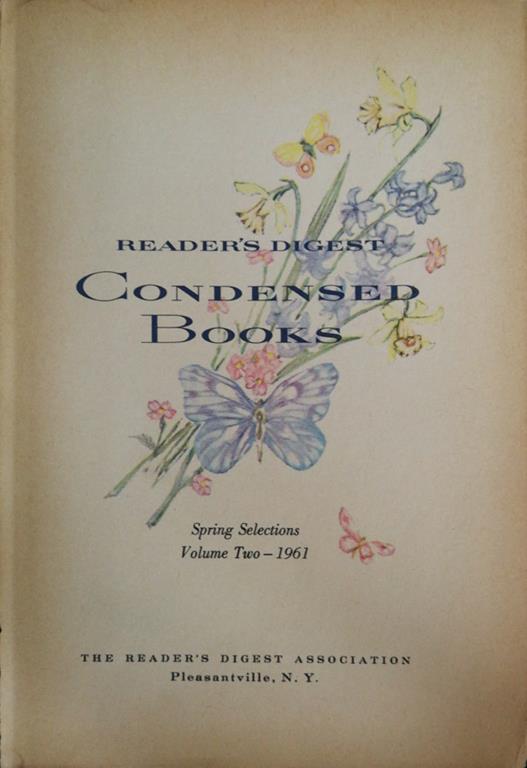 READER'S DIGEST
CONDENSED
BOOKS
Spring Selections
Volume Two – 1961
THE READER'S DIGEST ASSOCIATION
Pleasantville, N. Y.